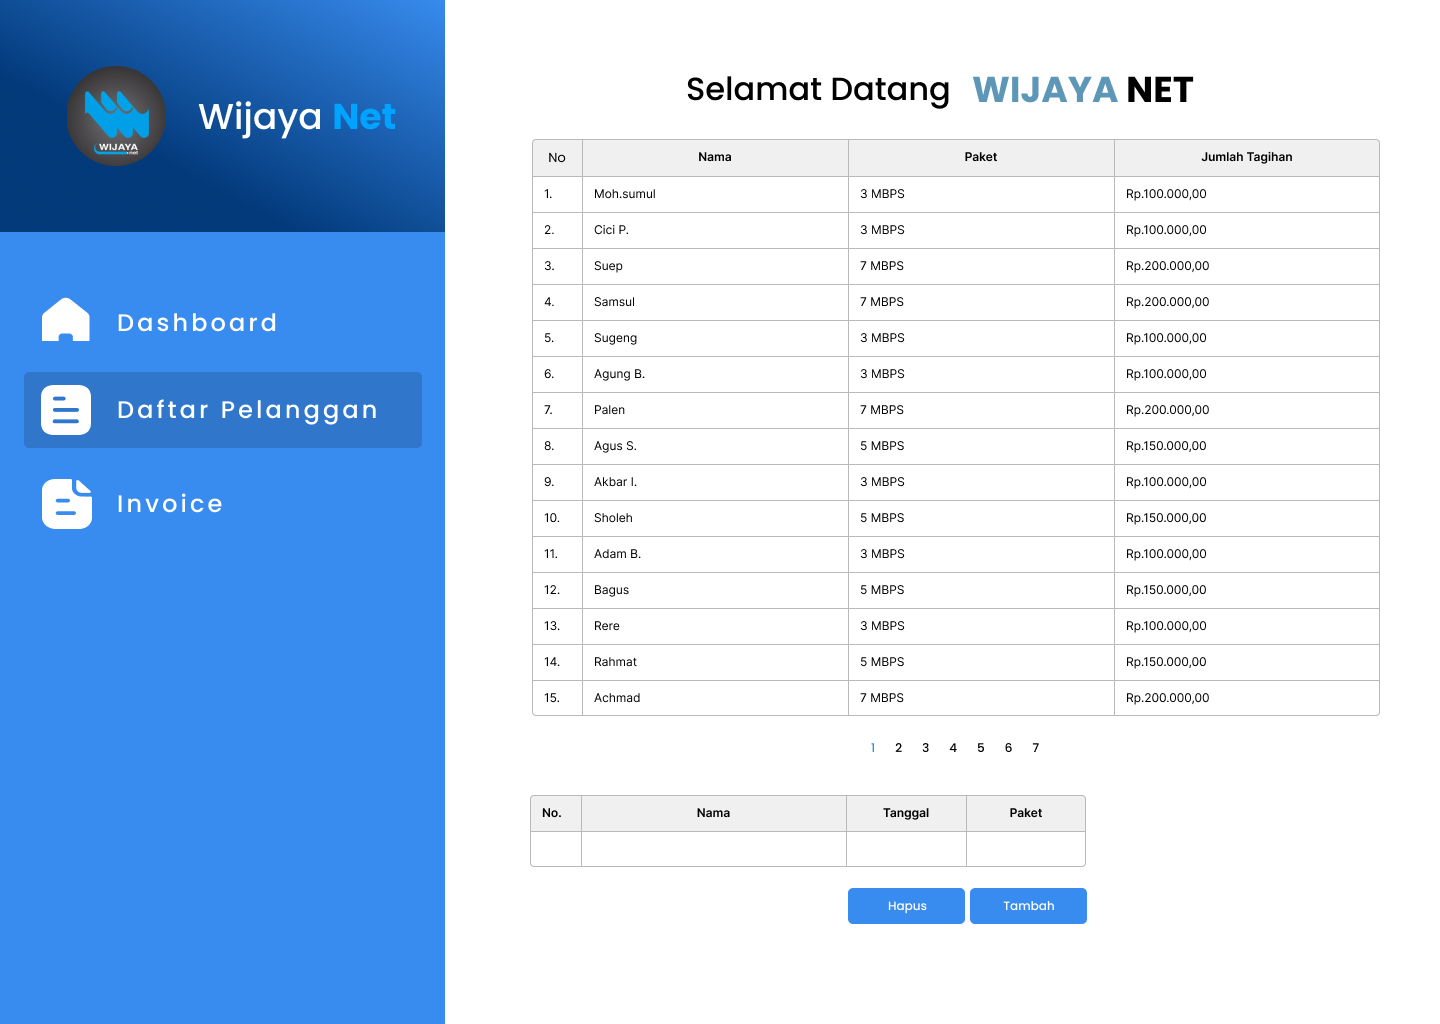 WIJAYA
net
Wijaya Net
Dashboard
Daftar Pelanggan
Invoice
Selamat Datang WIJAYA NET
No Nama Paket Jumlah Tagihan
1. Moh.sumul 3 MBPS Rp.100.000,00
2. Cici P. 3 MBPS Rp.100.000,00
3. Suep 7 MBPS Rp.200.000,00
4. Samsul 7 MBPS Rp.200.000,00
5. Sugeng 3 MBPS Rp.100.000,00
6. Agung B. 3 MBPS Rp.100.000,00
7. Palen 7 MBPS Rp.200.000,00
8. Agus S. 5 MBPS Rp.150.000,00
9. Akbar I. 3 MBPS Rp.100.000,00
10. Sholeh 5 MBPS Rp.150.000,00
11. Adam B. 3 MBPS Rp.100.000,00
12. Bagus 5 MBPS Rp.150.000,00
13. Rere 3 MBPS Rp.100.000,00
14. Rahmat 5 MBPS Rp.150.000,00
15. Achmad 7 MBPS Rp.200.000,00
1 2 3 4 5 6 7
No. Nama Tanggal Paket
Hapus Tambah